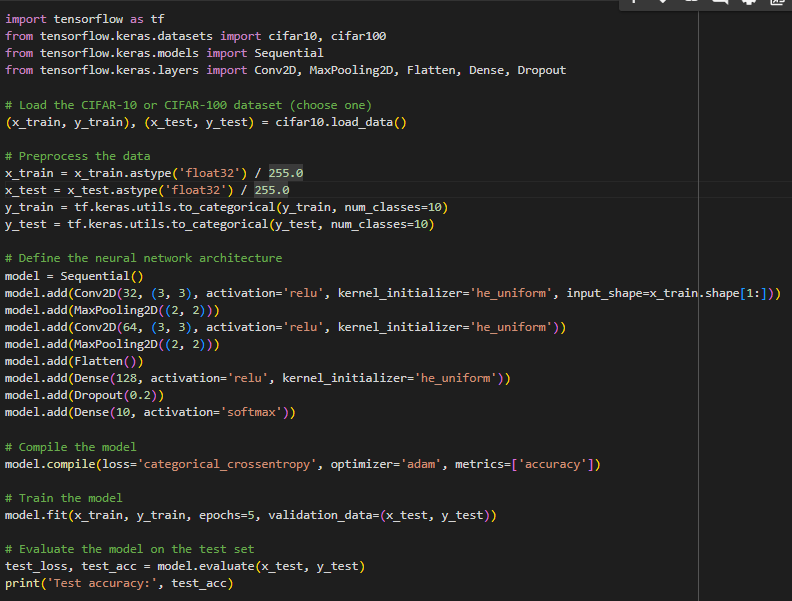 import tensorflow as tf
from tensorflow.keras.datasets import cifar10, cifar100
from tensorflow.keras.models import Sequential
from tensorflow.keras.layers import Conv2D, MaxPooling2D, Flatten, Dense, Dropout

# Load the CIFAR-10 or CIFAR-100 dataset (choose one)
(x_train, y_train), (x_test, y_test) = cifar10.load_data()

# Preprocess the data
x_train = x_train.astype('float32') / 255.0
x_test = x_test.astype('float32') / 255.0
y_train = tf.keras.utils.to_categorical(y_train, num_classes=10)
y_test = tf.keras.utils.to_categorical(y_test, num_classes=10)

# Define the neural network architecture
model = Sequential()
model.add(Conv2D(32, (3, 3), activation='relu', kernel_initializer='he_uniform', input_shape=x_train.shape[1:]))
model.add(MaxPooling2D((2, 2)))
model.add(Conv2D(64, (3, 3), activation='relu', kernel_initializer='he_uniform'))
model.add(MaxPooling2D((2, 2)))
model.add(Flatten())
model.add(Dense(128, activation='relu', kernel_initializer='he_uniform'))
model.add(Dropout(0.2))
model.add(Dense(10, activation='softmax'))

# Compile the model
model.compile(loss='categorical_crossentropy', optimizer='adam', metrics=['accuracy'])

# Train the model
model.fit(x_train, y_train, epochs=5, validation_data=(x_test, y_test))

# Evaluate the model on the test set
test_loss, test_acc = model.evaluate(x_test, y_test)
print('Test accuracy:', test_acc)